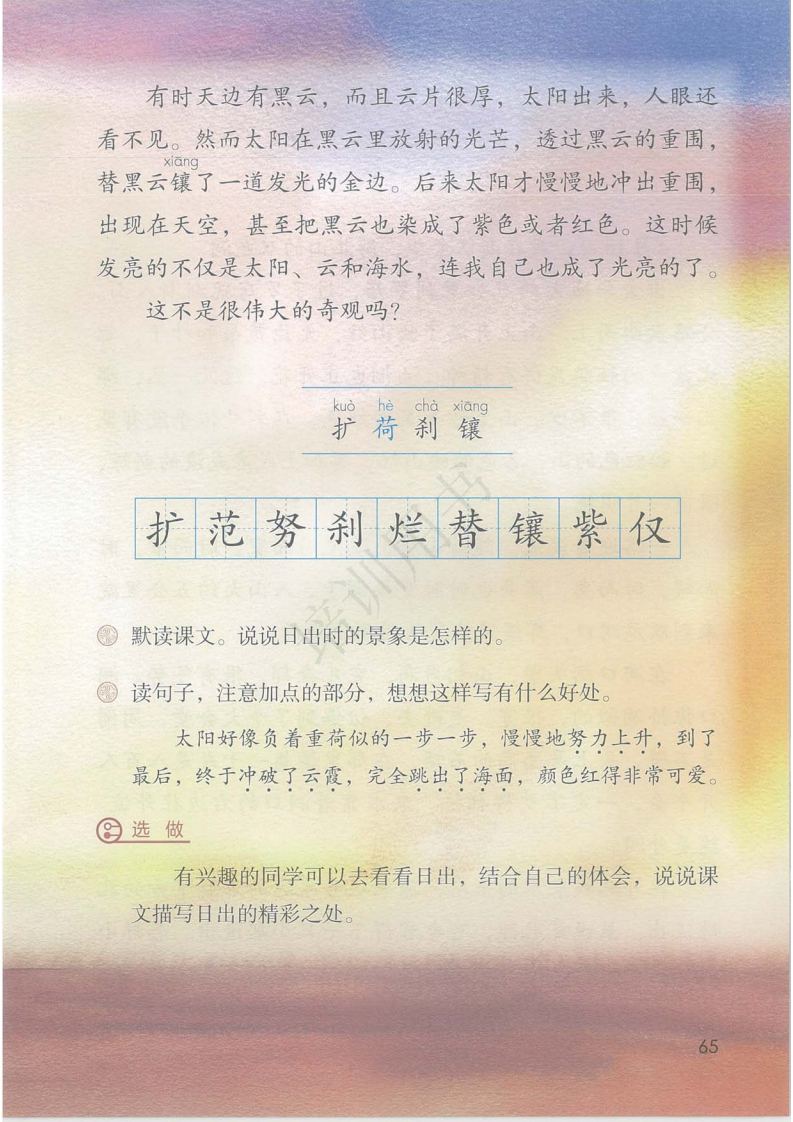 有时天边有黑云，而且云片很厚，太阳出来，人眼还
看不见。然而太阳在黑云里放射的光芒，透过黑云的重围，
xiāng
替黑云镶了一道发光的金边。后来太阳才慢慢地冲出重围，
出现在天空，甚至把黑云也染成了紫色或者红色。这时候
发亮的不仅是太阳、云和海水，连我自己也成了光亮的了。
这不是很伟大的奇观吗？
kuò hè chà xiāng
扩 荷 刹 镶
扩 范 努 刹 烂 替 镶 紫 仅
培训用书
默读课文。说说日出时的景象是怎样的。
读句子，注意加点的部分，想想这样写有什么好处。
太阳好像负着重荷似的一步一步，慢慢地努力上升，到了
最后，终于冲破了云霞，完全跳出了海面，颜色红得非常可爱。
选 做
有兴趣的同学可以去看看日出，结合自己的体会，说说课
文描写日出的精彩之处。
65